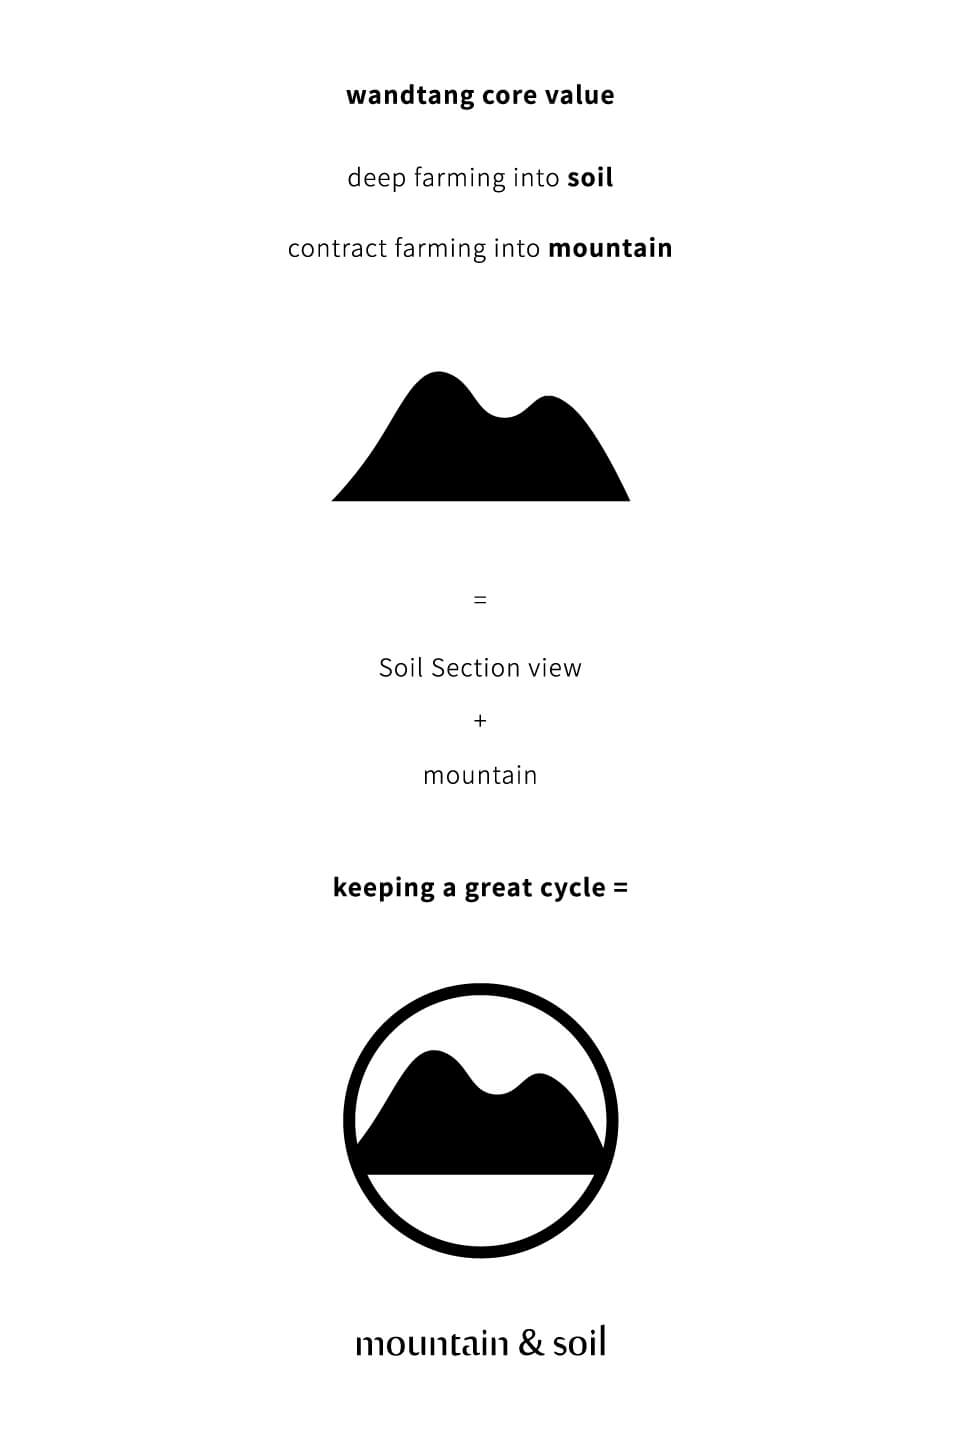 wandtang core value
deep farming into soil
contract farming into mountain
=
Soil Section view
+
mountain
keeping a great cycle =
mountain & soil